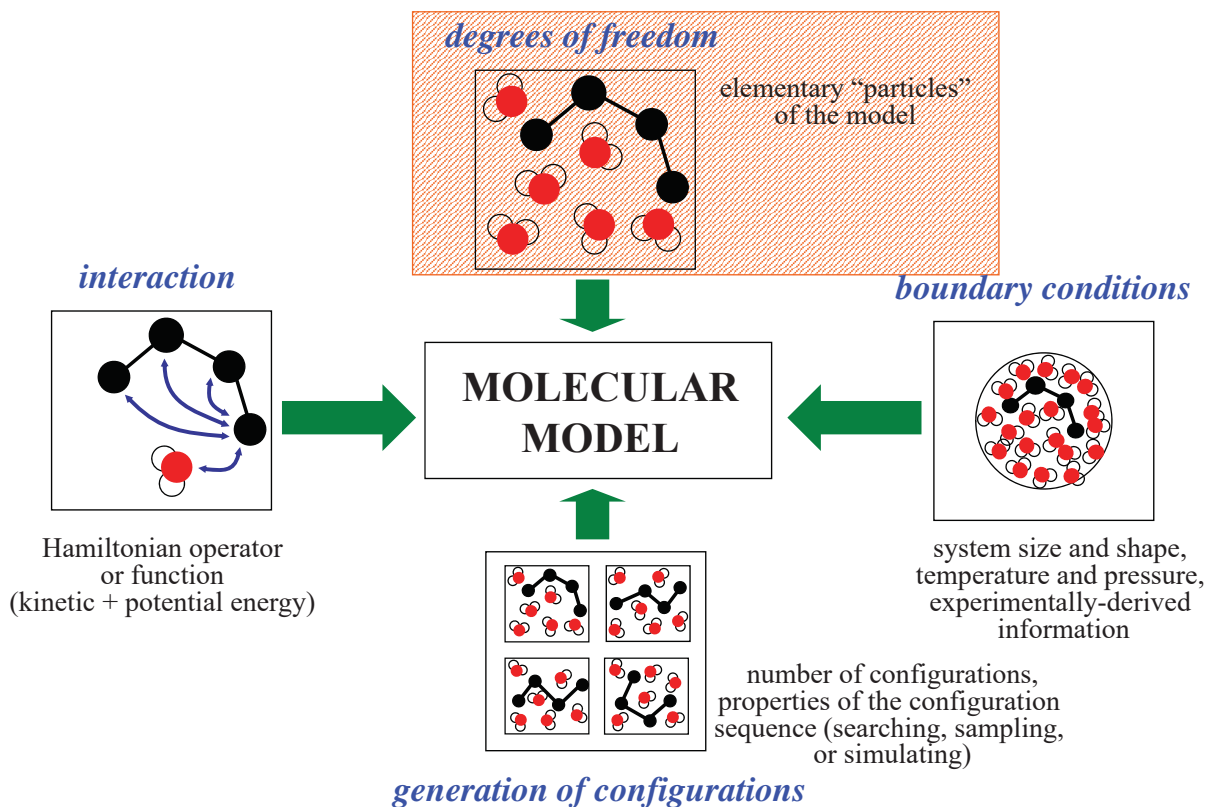 degrees of freedom
elementary “particles”
of the model
interaction
boundary conditions
MOLECULAR
MODEL
Hamiltonian operator
or function
(kinetic + potential energy)
system size and shape,
temperature and pressure,
experimentally-derived
information
number of configurations,
properties of the configuration
sequence (searching, sampling,
or simulating)
generation of configurations